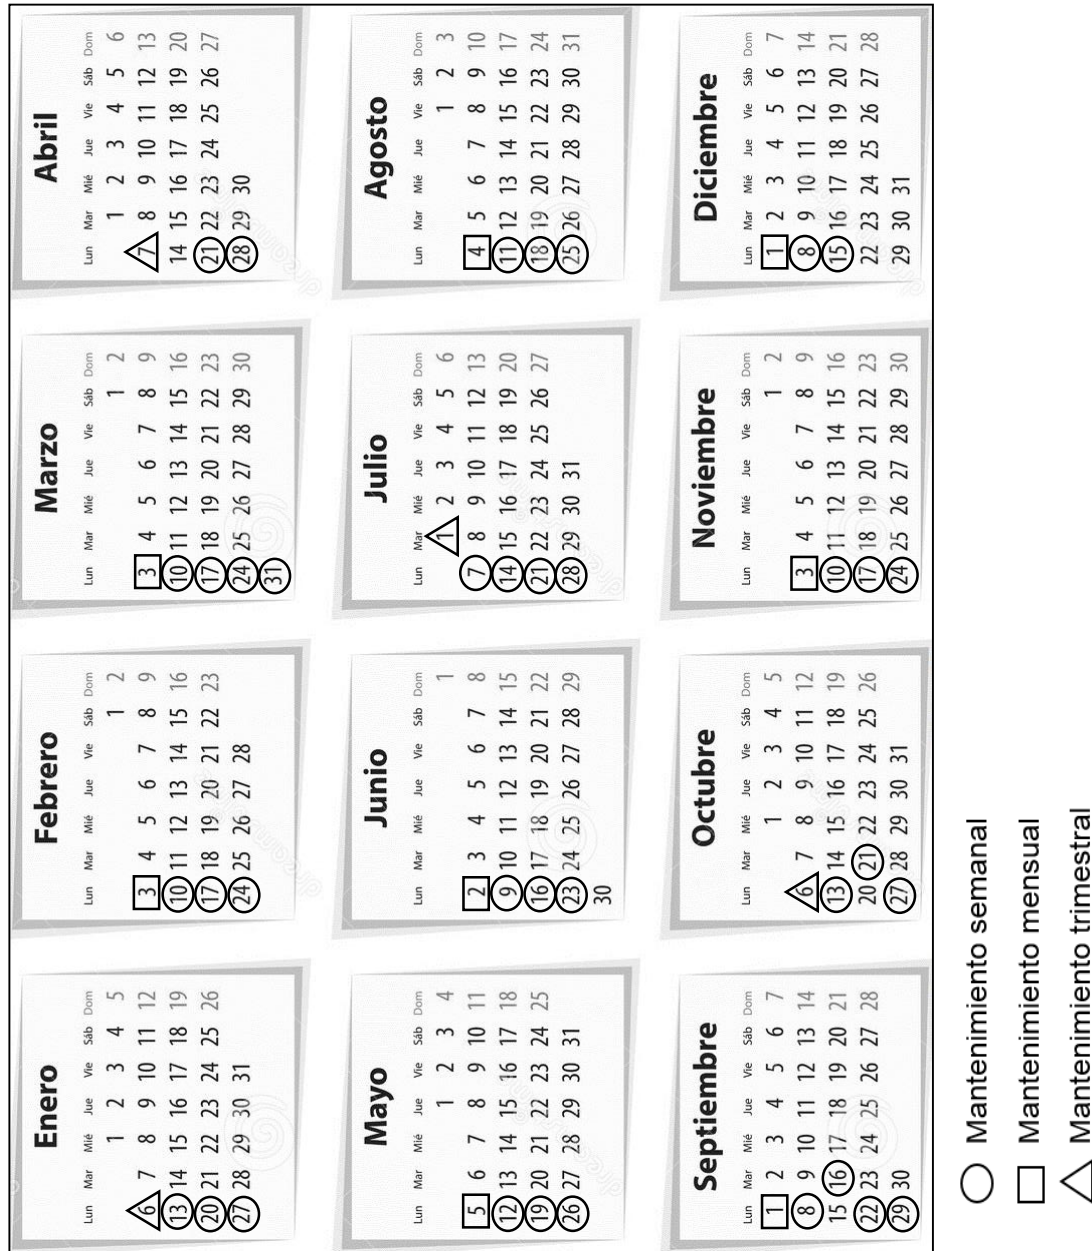 Enero
Lun Mar Mié Jue Vie Sáb Dom
1 2 3 4 5
6 7 8 9 10 11 12
13 14 15 16 17 18 19
20 21 22 23 24 25 26
27 28 29 30 31
Febrero
Lun Mar Mié Jue Vie Sáb Dom
1 2
3 4 5 6 7 8 9
10 11 12 13 14 15 16
17 18 19 20 21 22 23
24 25 26 27 28
Marzo
Lun Mar Mié Jue Vie Sáb Dom
1 2
3 4 5 6 7 8 9
10 11 12 13 14 15 16
17 18 19 20 21 22 23
24 25 26 27 28 29 30
31
Abril
Lun Mar Mié Jue Vie Sáb Dom
1 2 3 4 5 6
7 8 9 10 11 12 13
14 15 16 17 18 19 20
21 22 23 24 25 26 27
28 29 30
Mayo
Lun Mar Mié Jue Vie Sáb Dom
1 2 3 4
5 6 7 8 9 10 11
12 13 14 15 16 17 18
19 20 21 22 23 24 25
26 27 28 29 30 31
Junio
Lun Mar Mié Jue Vie Sáb Dom
1
2 3 4 5 6 7 8
9 10 11 12 13 14 15
16 17 18 19 20 21 22
23 24 25 26 27 28 29
30
Julio
Lun Mar Mié Jue Vie Sáb Dom
1 2 3 4 5 6
7 8 9 10 11 12 13
14 15 16 17 18 19 20
21 22 23 24 25 26 27
28 29 30 31
Agosto
Lun Mar Mié Jue Vie Sáb Dom
1 2 3
4 5 6 7 8 9 10
11 12 13 14 15 16 17
18 19 20 21 22 23 24
25 26 27 28 29 30 31
Septiembre
Lun Mar Mié Jue Vie Sáb Dom
1 2 3 4 5 6 7
8 9 10 11 12 13 14
15 16 17 18 19 20 21
22 23 24 25 26 27 28
29 30
Octubre
Lun Mar Mié Jue Vie Sáb Dom
1 2 3 4 5
6 7 8 9 10 11 12
13 14 15 16 17 18 19
20 21 22 23 24 25 26
27 28 29 30 31
Noviembre
Lun Mar Mié Jue Vie Sáb Dom
1 2
3 4 5 6 7 8 9
10 11 12 13 14 15 16
17 18 19 20 21 22 23
24 25 26 27 28 29 30
Diciembre
Lun Mar Mié Jue Vie Sáb Dom
1 2 3 4 5 6 7
8 9 10 11 12 13 14
15 16 17 18 19 20 21
22 23 24 25 26 27 28
29 30 31
Mantenimiento semanal
Mantenimiento mensual
Mantenimiento trimestral